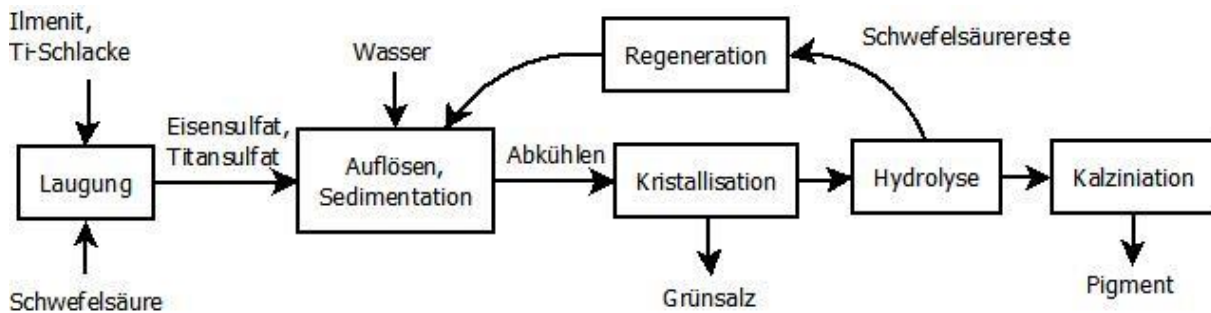 Ilmenit,
Ti-Schlacke
Wasser
Regeneration
Schwefelsäurereste
Eisensulfat,
Titansulfat
Laugung
Auflösen,
Sedimentation
Abkühlen
Kristallisation
Hydrolyse
Kalziniation
Schwefelsäure
Grünsalz
Pigment